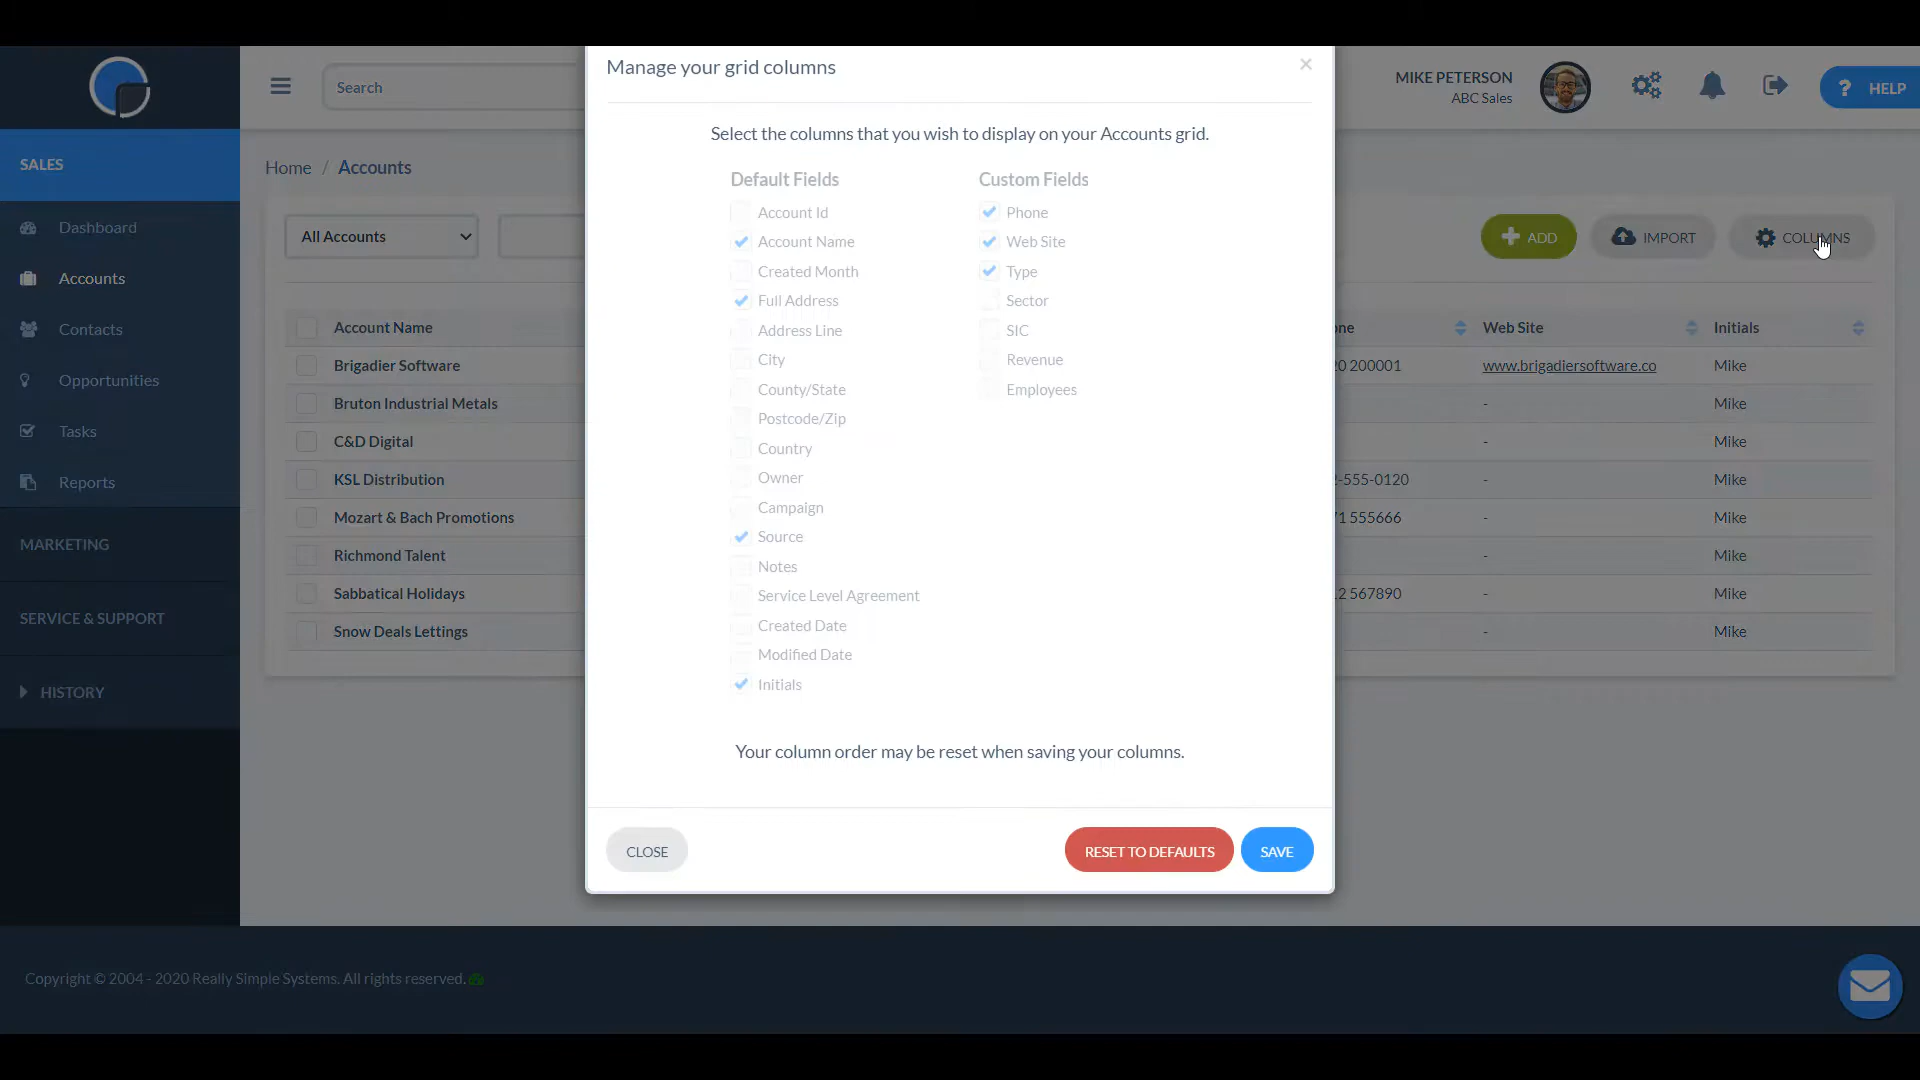 Manage your grid columns
×
Search
MIKE PETERSON
ABC Sales
? HELP
SALES
Dashboard
Accounts
Contacts
Opportunities
Tasks
Reports
MARKETING
SERVICE & SUPPORT
HISTORY
Home / Accounts
All Accounts
ADD
IMPORT
COLUMNS
Select the columns that you wish to display on your Accounts grid.
Default Fields
Account Id
Account Name
Created Month
Full Address
Address Line
City
County/State
Postcode/Zip
Country
Owner
Campaign
Source
Notes
Service Level Agreement
Created Date
Modified Date
Initials
Custom Fields
Phone
Web Site
Type
Sector
SIC
Revenue
Employees
Your column order may be reset when saving your columns.
CLOSE
RESET TO DEFAULTS
SAVE
Account Name Web Site Initials
Brigadier Software 200001 www.brigadiersoftware.co Mike
Bruton Industrial Metals - Mike
C&D Digital - Mike
KSL Distribution -555-0120 - Mike
Mozart & Bach Promotions 555666 - Mike
Richmond Talent - Mike
Sabbatical Holidays 567890 - Mike
Snow Deals Lettings - Mike
Copyright © 2004 - 2020 Really Simple Systems. All rights reserved.